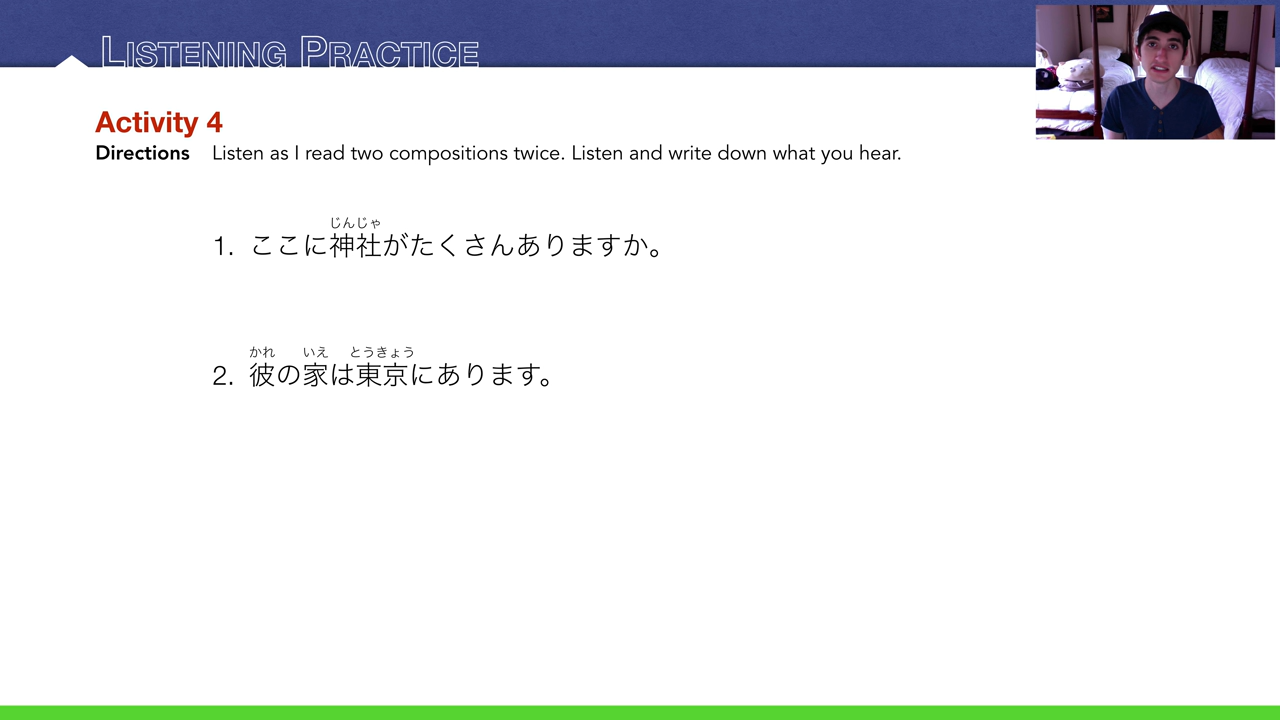 LISTENING PRACTICE
Activity 4
Directions Listen as I read two compositions twice. Listen and write down what you hear.
じんじゃ
1. ここに神社がたくさんありますか。
かれ いえ とうきょう
2. 彼の家は東京にあります。